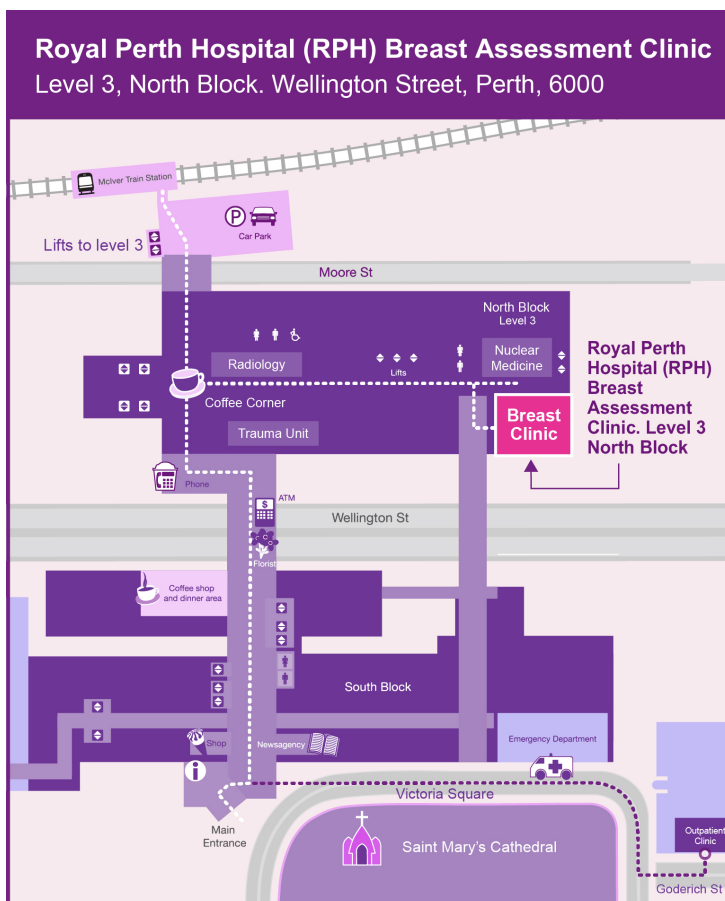 Royal Perth Hospital (RPH) Breast Assessment Clinic
Level 3, North Block. Wellington Street, Perth, 6000
McIver Train Station
P
Car Park
Lifts to level 3
Moore St
North Block
Level 3
Radiology
Lifts
Nuclear
Medicine
Royal Perth
Hospital (RPH)
Breast
Assessment
Clinic. Level 3
North Block
Coffee Corner
Breast
Clinic
Trauma Unit
Phone
ATM
$
Wellington St
Florist
Coffee shop
and dinner area
South Block
Shop
Newsagency
Emergency Department
i
Victoria Square
Main
Entrance
Saint Mary's Cathedral
Outpatient
Clinic
Goderich St